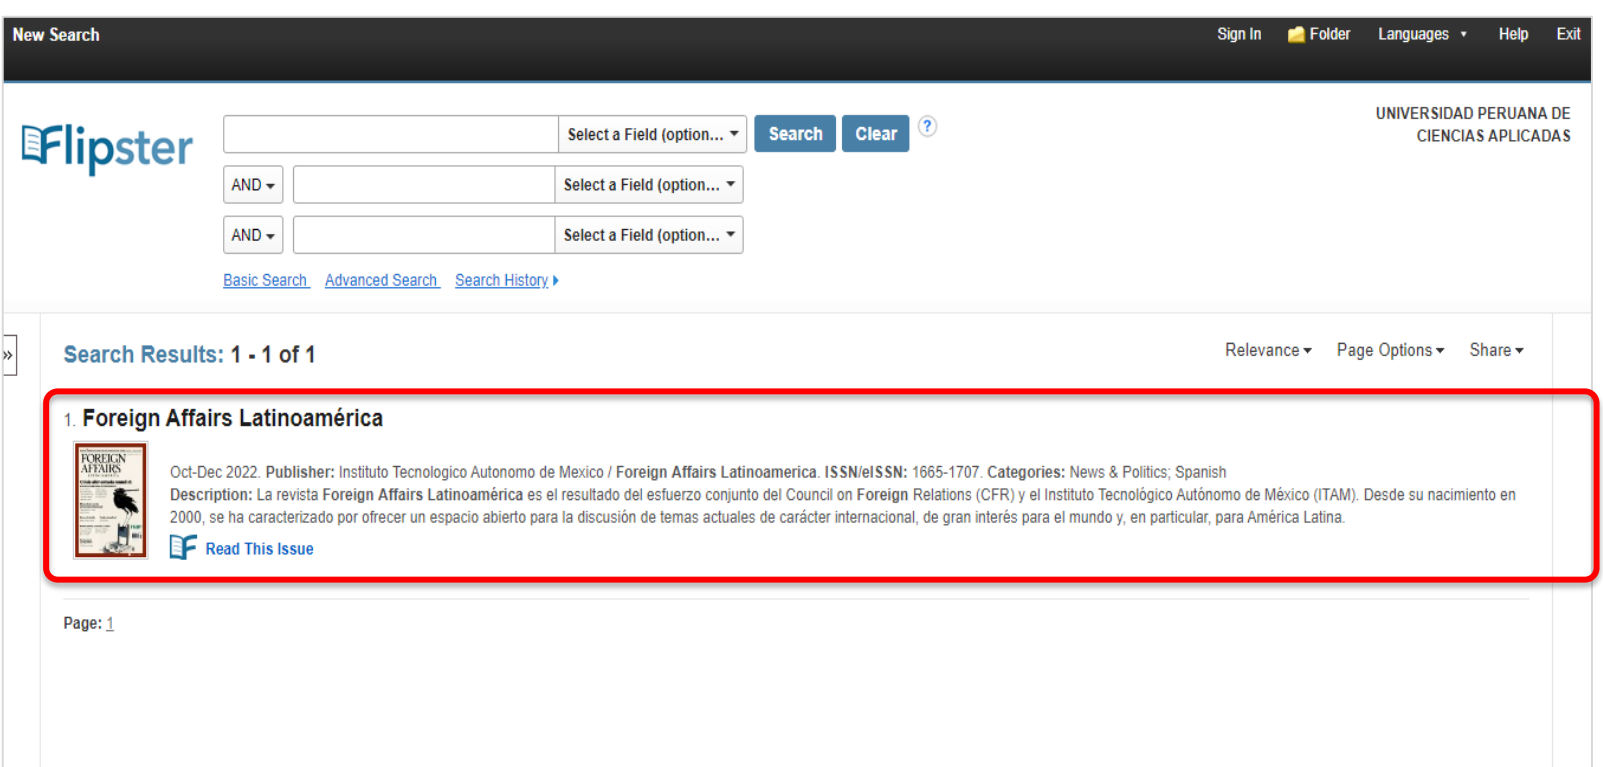 New Search
Sign In
Folder
Languages
Help
Exit
Flipster
Select a Field (option...
Search
Clear
?
UNIVERSIDAD PERUANA DE
CIENCIAS APLICADAS
AND
Select a Field (option...
AND
Select a Field (option...
Basic Search
Advanced Search
Search History
»
Search Results: 1 - 1 of 1
Relevance
Page Options
Share
1. Foreign Affairs Latinoamérica
FOREIGN
AFFAIRS
Oct-Dec 2022. Publisher: Instituto Tecnologico Autonomo de Mexico / Foreign Affairs Latinoamerica. ISSN/eISSN: 1665-1707. Categories: News & Politics; Spanish
Description: La revista Foreign Affairs Latinoamérica es el resultado del esfuerzo conjunto del Council on Foreign Relations (CFR) y el Instituto Tecnológico Autónomo de México (ITAM). Desde su nacimiento en
2000, se ha caracterizado por ofrecer un espacio abierto para la discusión de temas actuales de carácter internacional, de gran interés para el mundo y, en particular, para América Latina.
Read This Issue
Page: 1